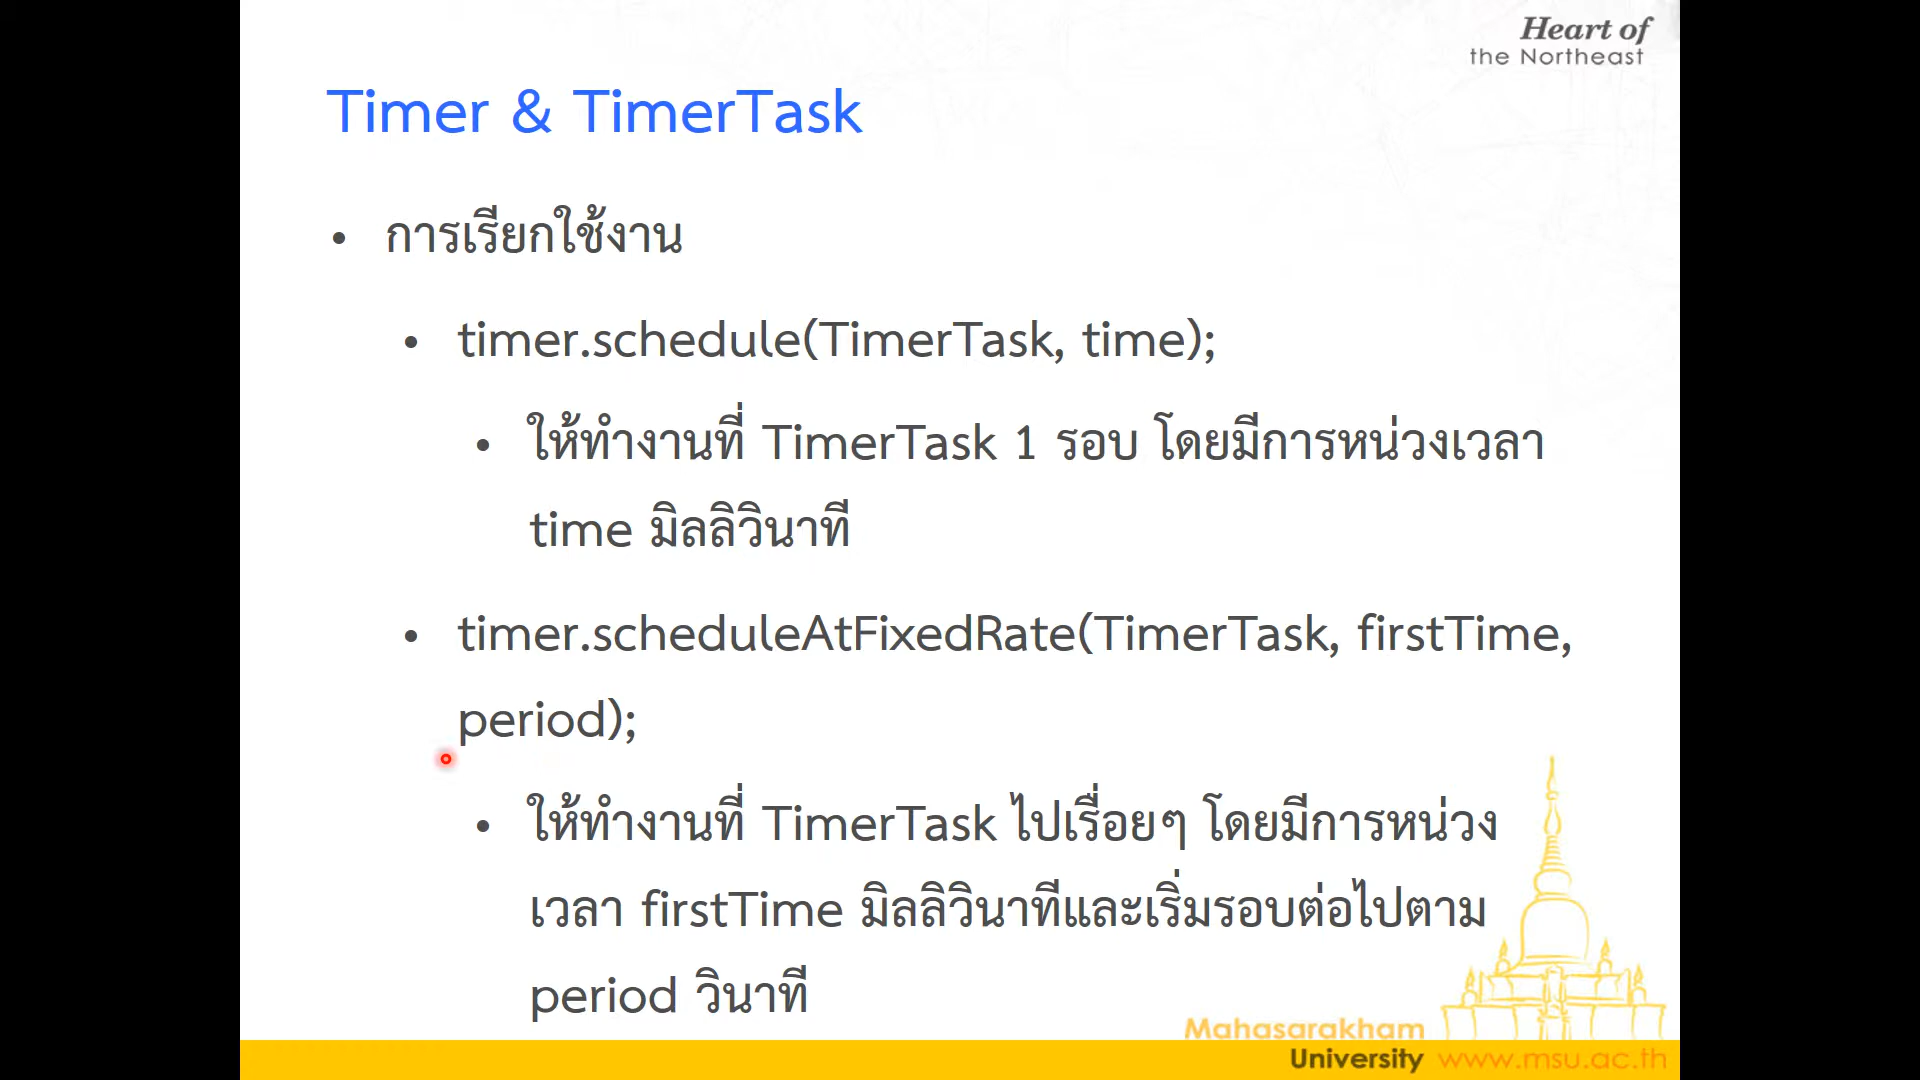 Heart of
the Northeast
Timer & TimerTask
• การเรียกใช้งาน
• timer.schedule(TimerTask, time);
• ให้ทำงานที่ TimerTask 1 รอบ โดยมีการหน่วงเวลา
time มิลลิวินาที
• timer.scheduleAtFixedRate(TimerTask, firstTime,
period);
• ให้ทำงานที่ TimerTask ไปเรื่อยๆ โดยมีการหน่วง
เวลา firstTime มิลลิวินาทีและเริ่มรอบต่อไปตาม
period วินาที
Mahasarakham
University www.msu.ac.th